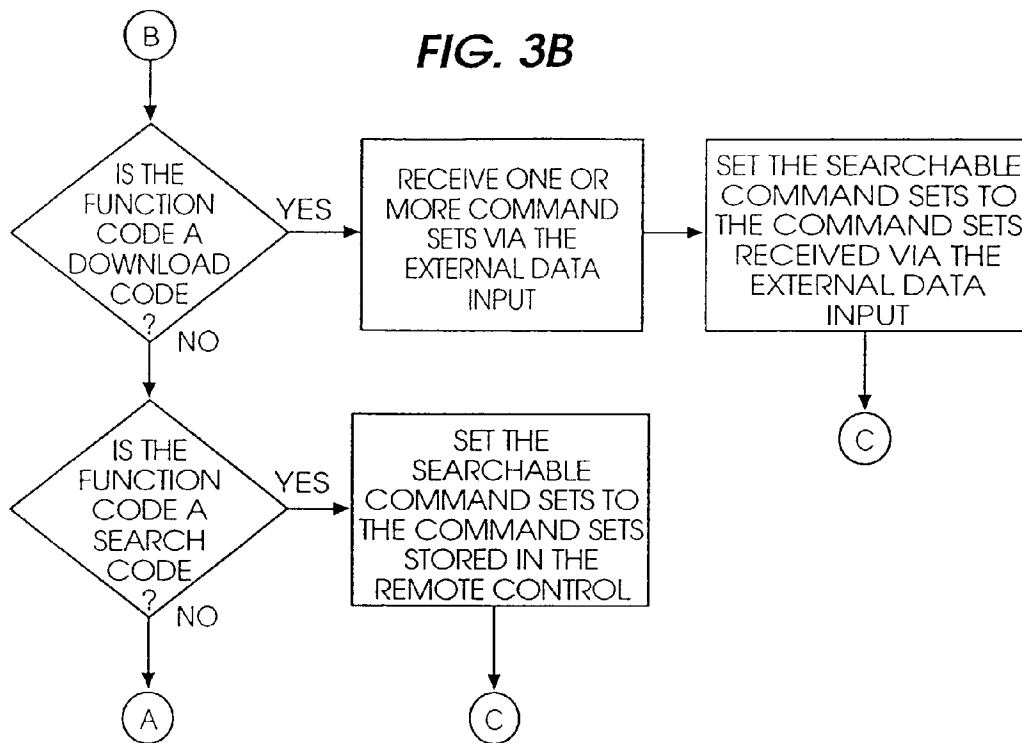 B
FIG. 3B
IS THE
FUNCTION
CODE A
DOWNLOAD
CODE
?
YES
NO
RECEIVE ONE OR
MORE COMMAND
SETS VIA THE
EXTERNAL DATA
INPUT
SET THE SEARCHABLE
COMMAND SETS TO
THE COMMAND SETS
RECEIVED VIA THE
EXTERNAL DATA
INPUT
C
IS THE
FUNCTION
CODE A
SEARCH
CODE
?
YES
NO
SET THE
SEARCHABLE
COMMAND SETS TO
THE COMMAND SETS
STORED IN THE
REMOTE CONTROL
A
C